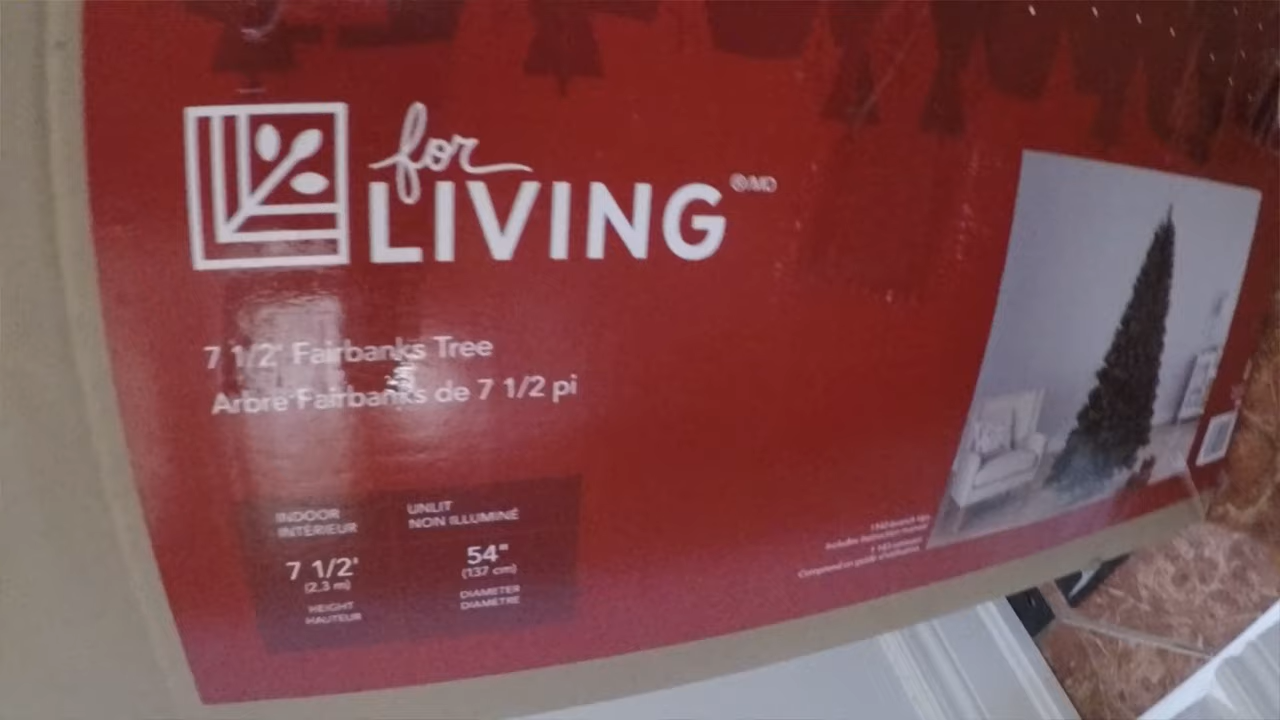 for
LIVING ®/MD
7 1/2' Fairbanks Tree
Arbre Fairbanks de 7 1/2 pi
INDOOR
INTÉRIEUR
UNLIT
NON ILLUMINÉ
7 1/2'
(2,3 m)
HEIGHT
HAUTEUR
54"
(137 cm)
DIAMETER
DIAMÈTRE